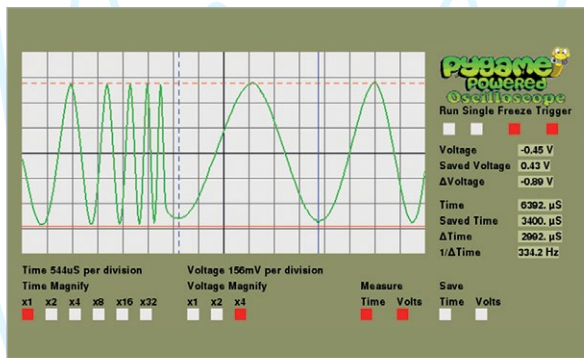 pygame
powered
Oscilloscope
Run Single Freeze Trigger
Voltage -0.45 V
Saved Voltage 0.43 V
ΔVoltage -0.89 V
Time 6392. µS
Saved Time 3400. µS
ΔTime 2992. µS
1/ΔTime 334.2 Hz
Time 544uS per division Voltage 156mV per division
Time Magnify Voltage Magnify Measure Save
x1 x2 x4 x8 x16 x32 x1 x2 x4 Time Volts Time Volts